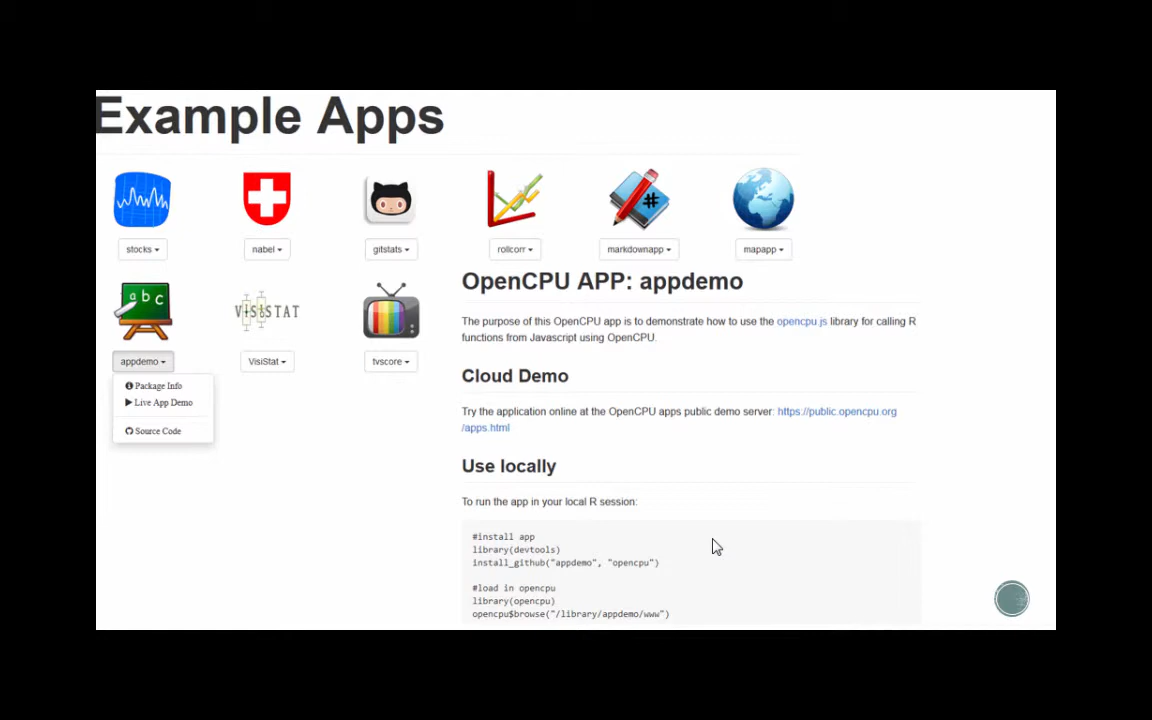 Example Apps
stocks
nabel
gitstats
rollcorr
markdownapp
mapapp
#
a b c
VISISTAT
appdemo
VisiStat
tvscore
Package Info
Live App Demo
Source Code
OpenCPU APP: appdemo
The purpose of this OpenCPU app is to demonstrate how to use the opencpu.js library for calling R
functions from Javascript using OpenCPU.
Cloud Demo
Try the application online at the OpenCPU apps public demo server: https://public.opencpu.org
/apps.html
Use locally
To run the app in your local R session:
#install app
library(devtools)
install_github("appdemo", "opencpu")
#load in opencpu
library(opencpu)
opencpu$browse("/library/appdemo/www")